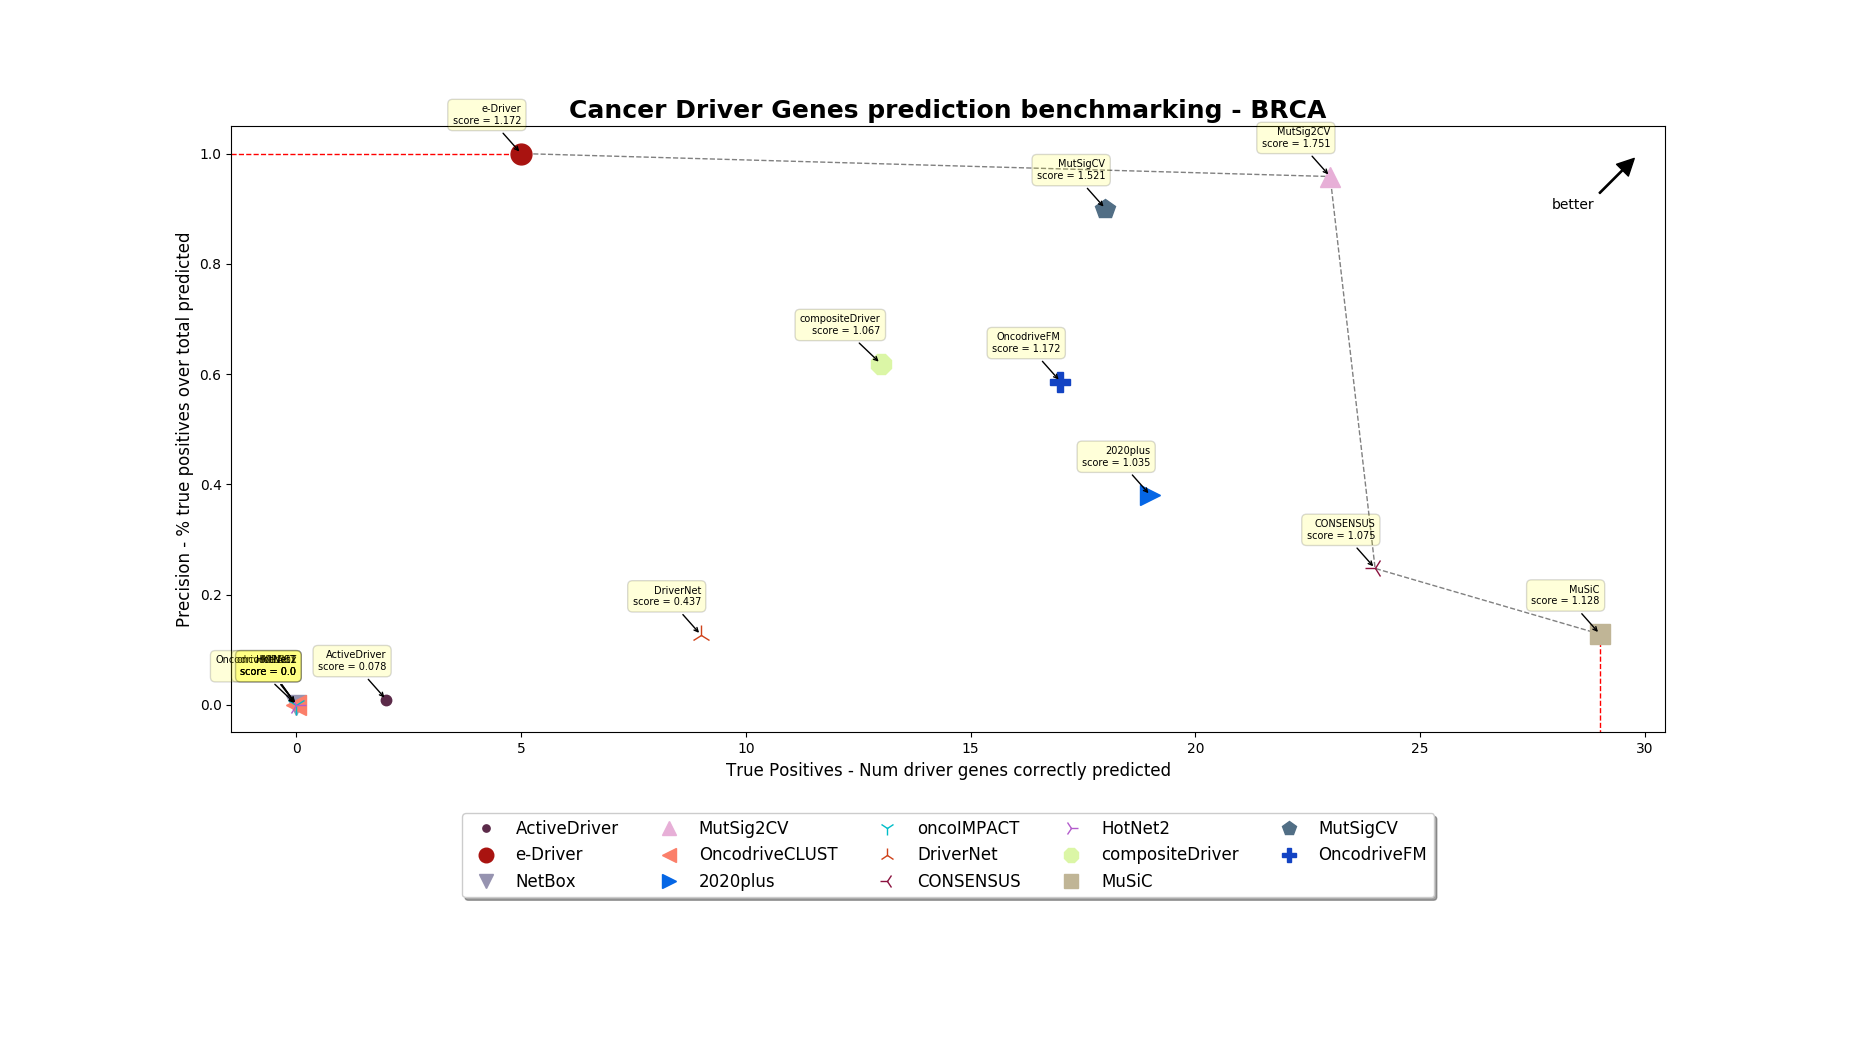 Cancer Driver Genes prediction benchmarking - BRCA
e-Driver
score = 1.172
MutSig2CV
score = 1.751
MutSigCV
score = 1.521
better
compositeDriver
score = 1.067
OncodriveFM
score = 1.172
2020plus
score = 1.035
CONSENSUS
score = 1.075
DriverNet
score = 0.437
MuSiC
score = 1.128
ActiveDriver
score = 0.078
score = 0.0
Precision - % true positives over total predicted
1.0
0.8
0.6
0.4
0.2
0.0
0
5
10
15
20
25
30
True Positives - Num driver genes correctly predicted
ActiveDriver
e-Driver
NetBox
MutSig2CV
OncodriveCLUST
2020plus
oncoIMPACT
DriverNet
CONSENSUS
HotNet2
compositeDriver
MuSiC
MutSigCV
OncodriveFM